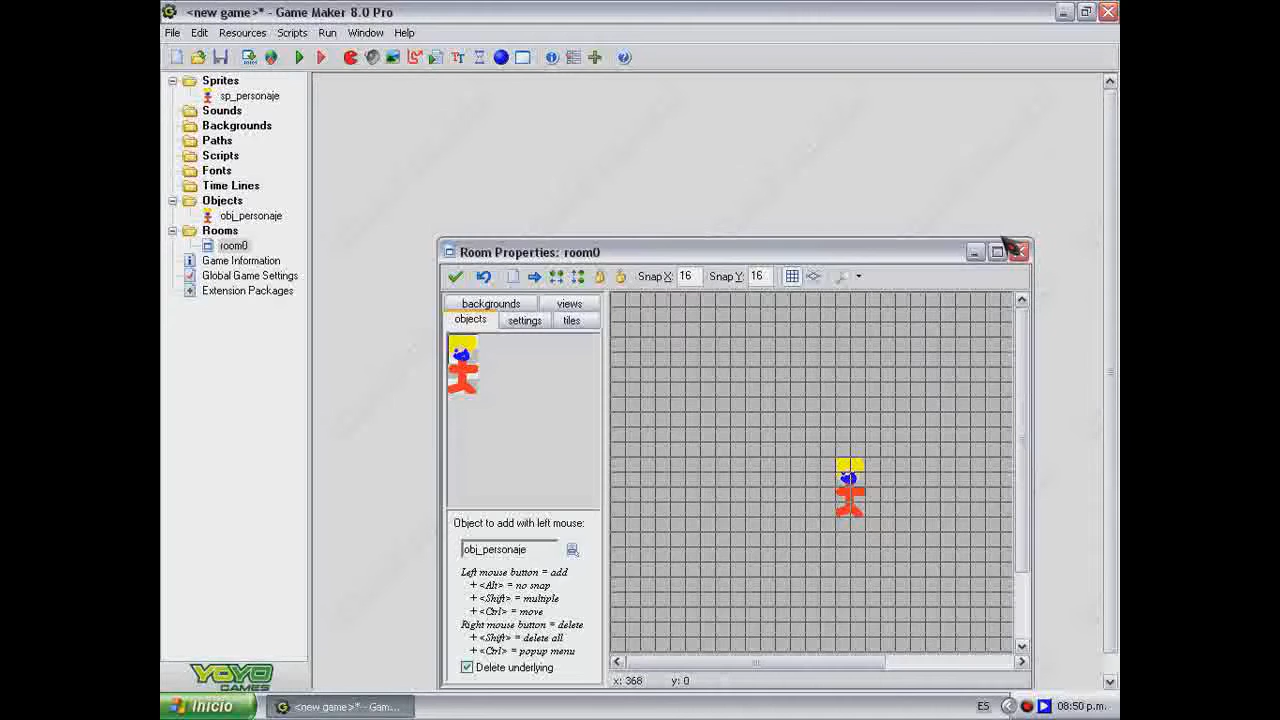 <new game>* - Game Maker 8.0 Pro
File Edit Resources Scripts Run Window Help
Sprites
sp_personaje
Sounds
Backgrounds
Paths
Scripts
Fonts
Time Lines
Objects
obj_personaje
Rooms
room0
Game Information
Global Game Settings
Extension Packages
Room Properties: room0
Snap X: 16 Snap Y: 16
backgrounds views
objects settings tiles
Object to add with left mouse:
obj_personaje
Left mouse button = add
+ <Alt> = no snap
+ <Shift> = multiple
+ <Ctrl> = move
Right mouse button = delete
+ <Shift> = delete all
+ <Ctrl> = popup menu
Delete underlying
x: 368 y: 0
YOYO
GAMES
Inicio <new game>* - Gam... ES 08:50 p.m.